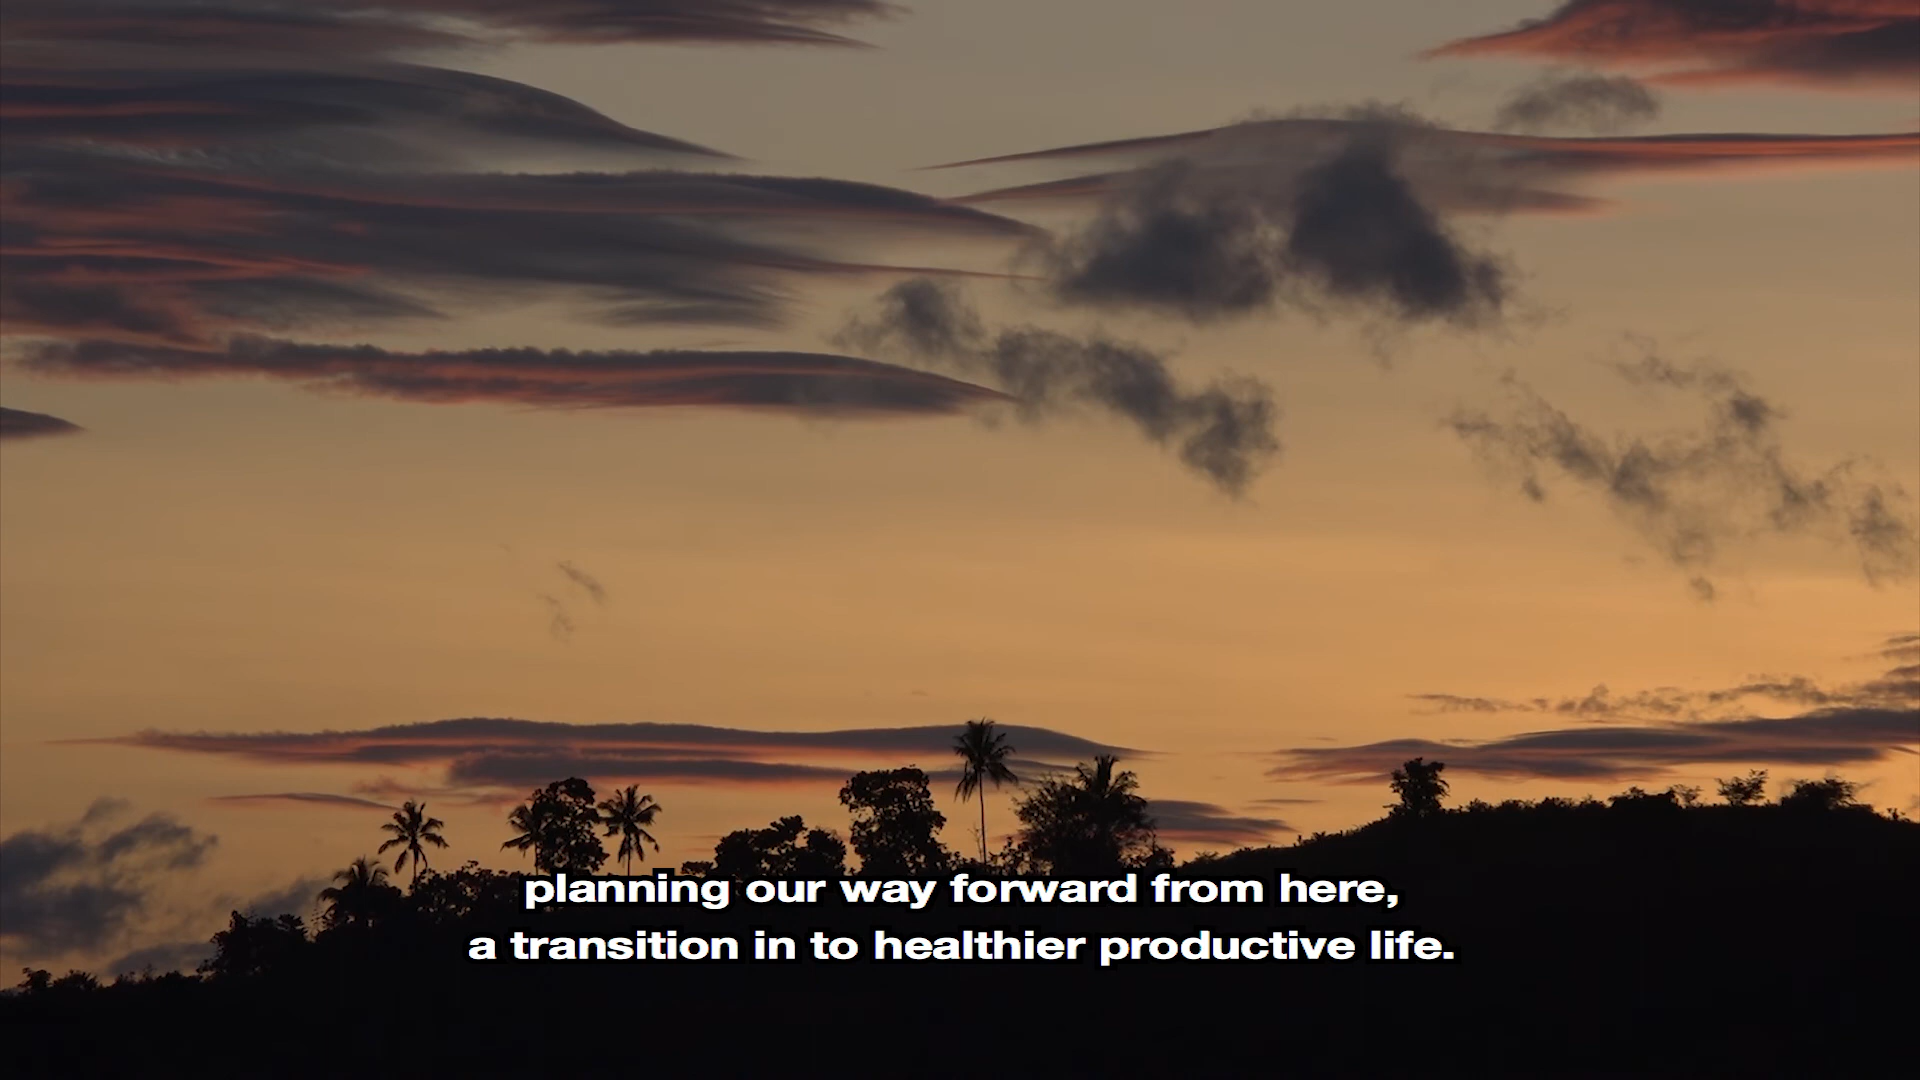 planning our way forward from here,
a transition in to healthier productive life.